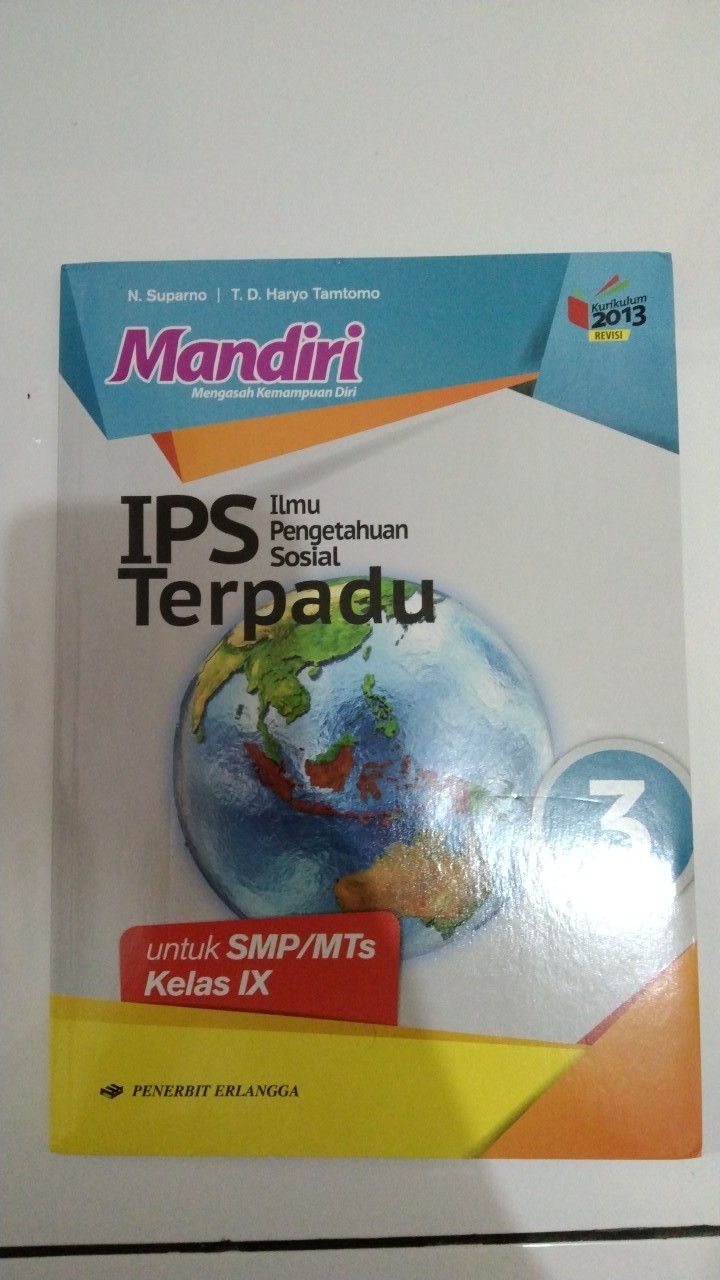 N. Suparno | T. D. Haryo Tamtomo
Kurikulum
2013
REVISI
Mandiri
Mengasah Kemampuan Diri
IPS
Ilmu
Pengetahuan
Sosial
Terpadu
3
untuk SMP/MTs
Kelas IX
PENERBIT ERLANGGA